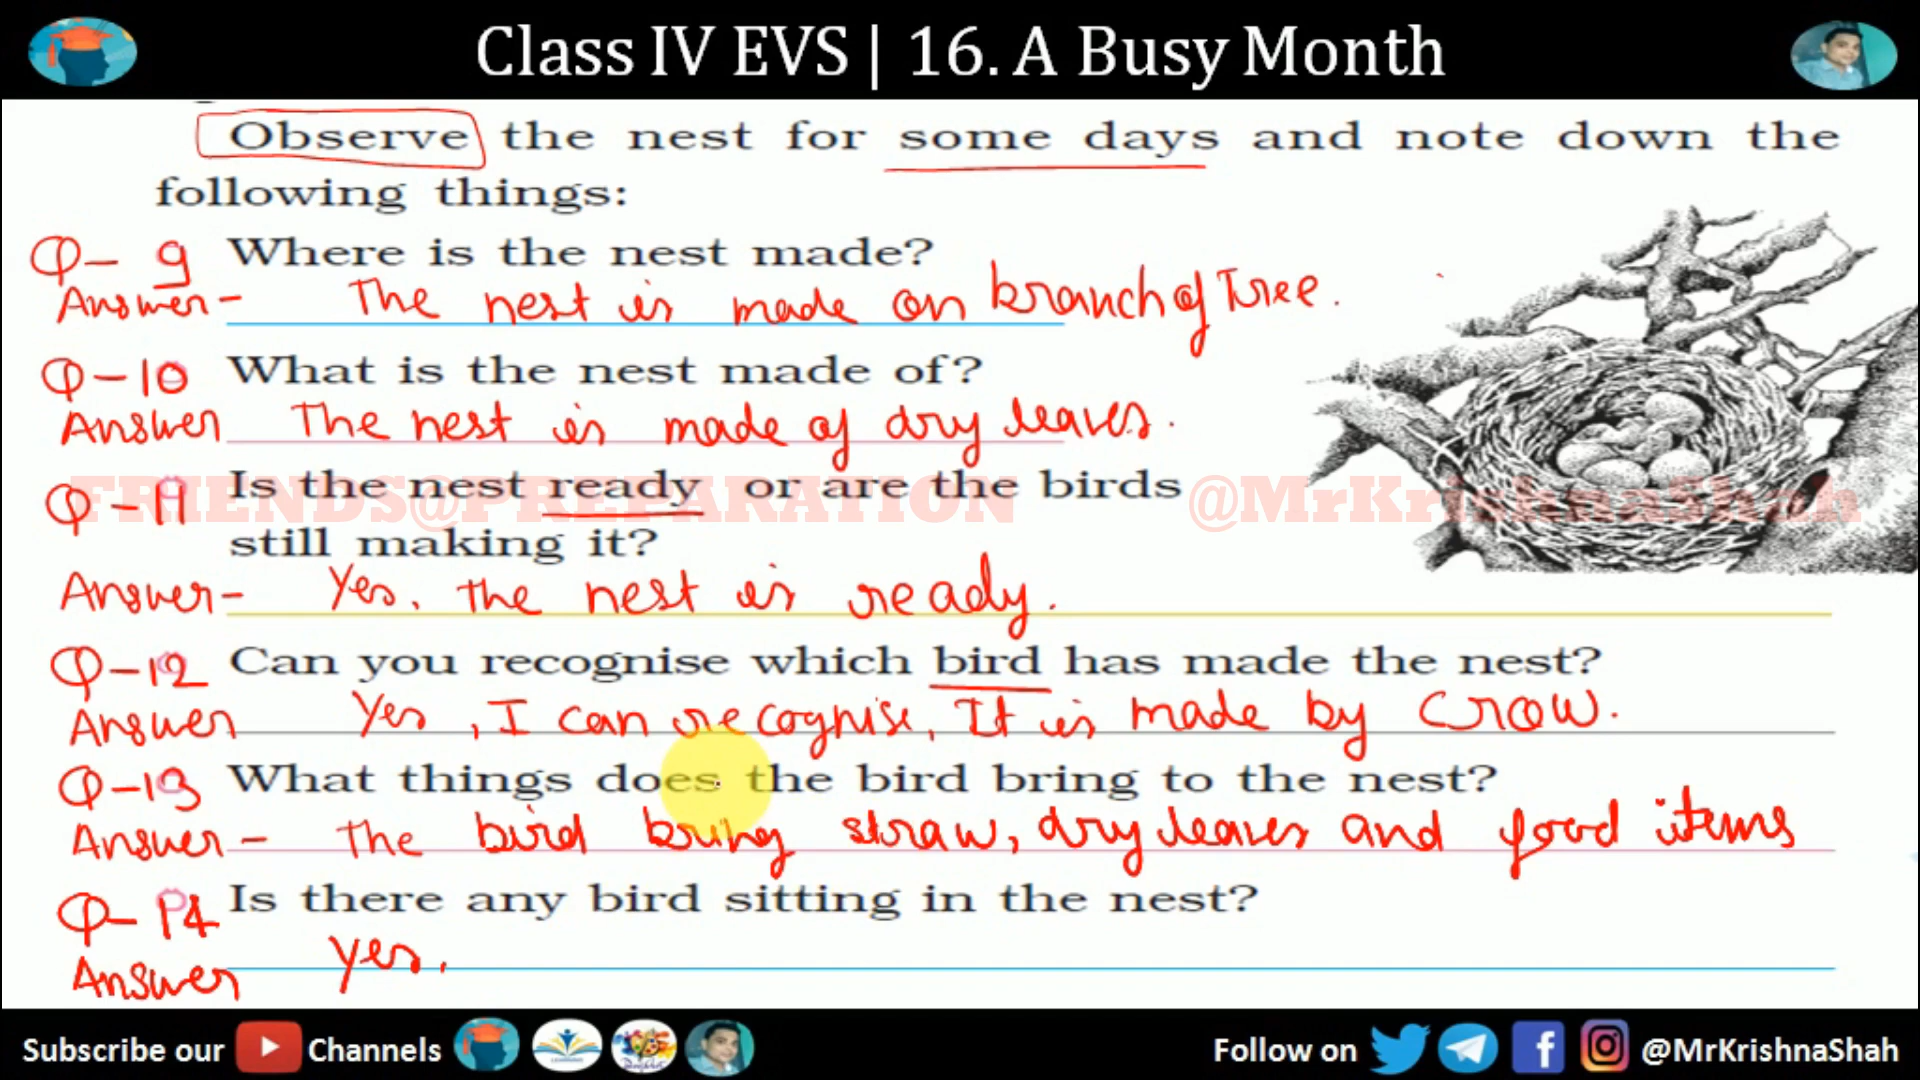 Class IV EVS | 16. A Busy Month
Observe the nest for some days and note down the
following things:
Q- 9 Where is the nest made?
Answer- The nest is made on branch of Tree.
Q-10 What is the nest made of?
Answer The nest is made of dry leaves.
FRIENDS@PREPARATION @MrKrishnaShah
Q-11 Is the nest ready or are the birds
still making it?
Answer- Yes, The nest is ready.
Q-12 Can you recognise which bird has made the nest?
Answer Yes, I can recognise, It is made by Crow.
Q-13 What things does the bird bring to the nest?
Answer- The bird bring straw, dry leaves and food items
Q-14 Is there any bird sitting in the nest?
Answer Yes.
Subscribe our Channels Follow on @MrKrishnaShah